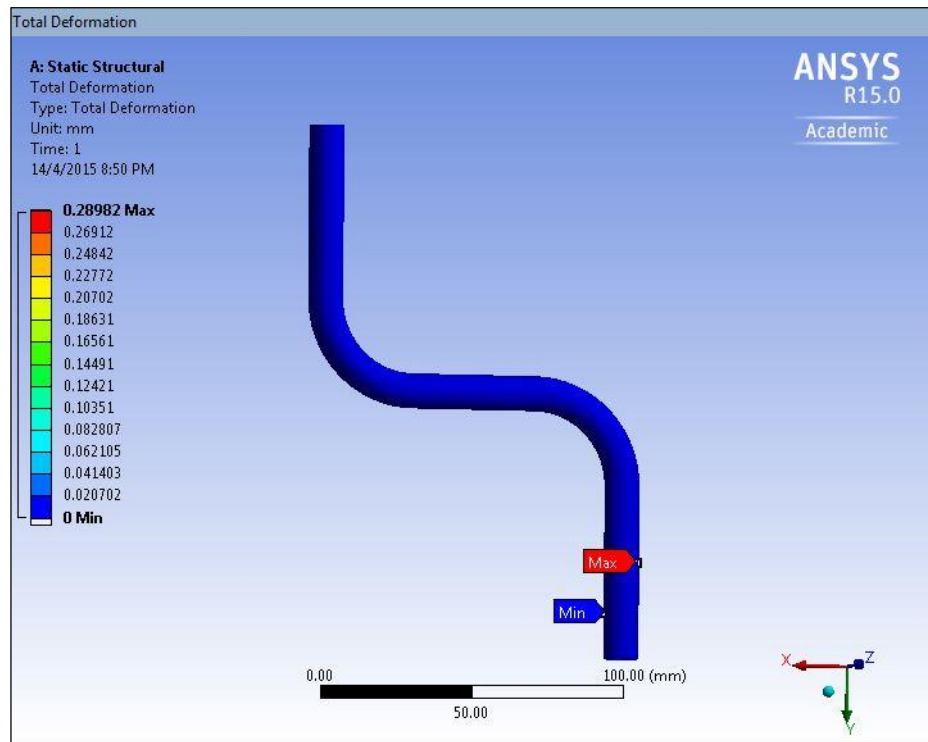 Total Deformation
A: Static Structural
Total Deformation
Type: Total Deformation
Unit: mm
Time: 1
14/4/2015 8:50 PM
ANSYS
R15.0
Academic
0.28982 Max
0.26912
0.24842
0.22772
0.20702
0.18631
0.16561
0.14491
0.12421
0.10351
0.082807
0.062105
0.041403
0.020702
0 Min
Max
Min
0.00
100.00 (mm)
50.00
X
Z
Y